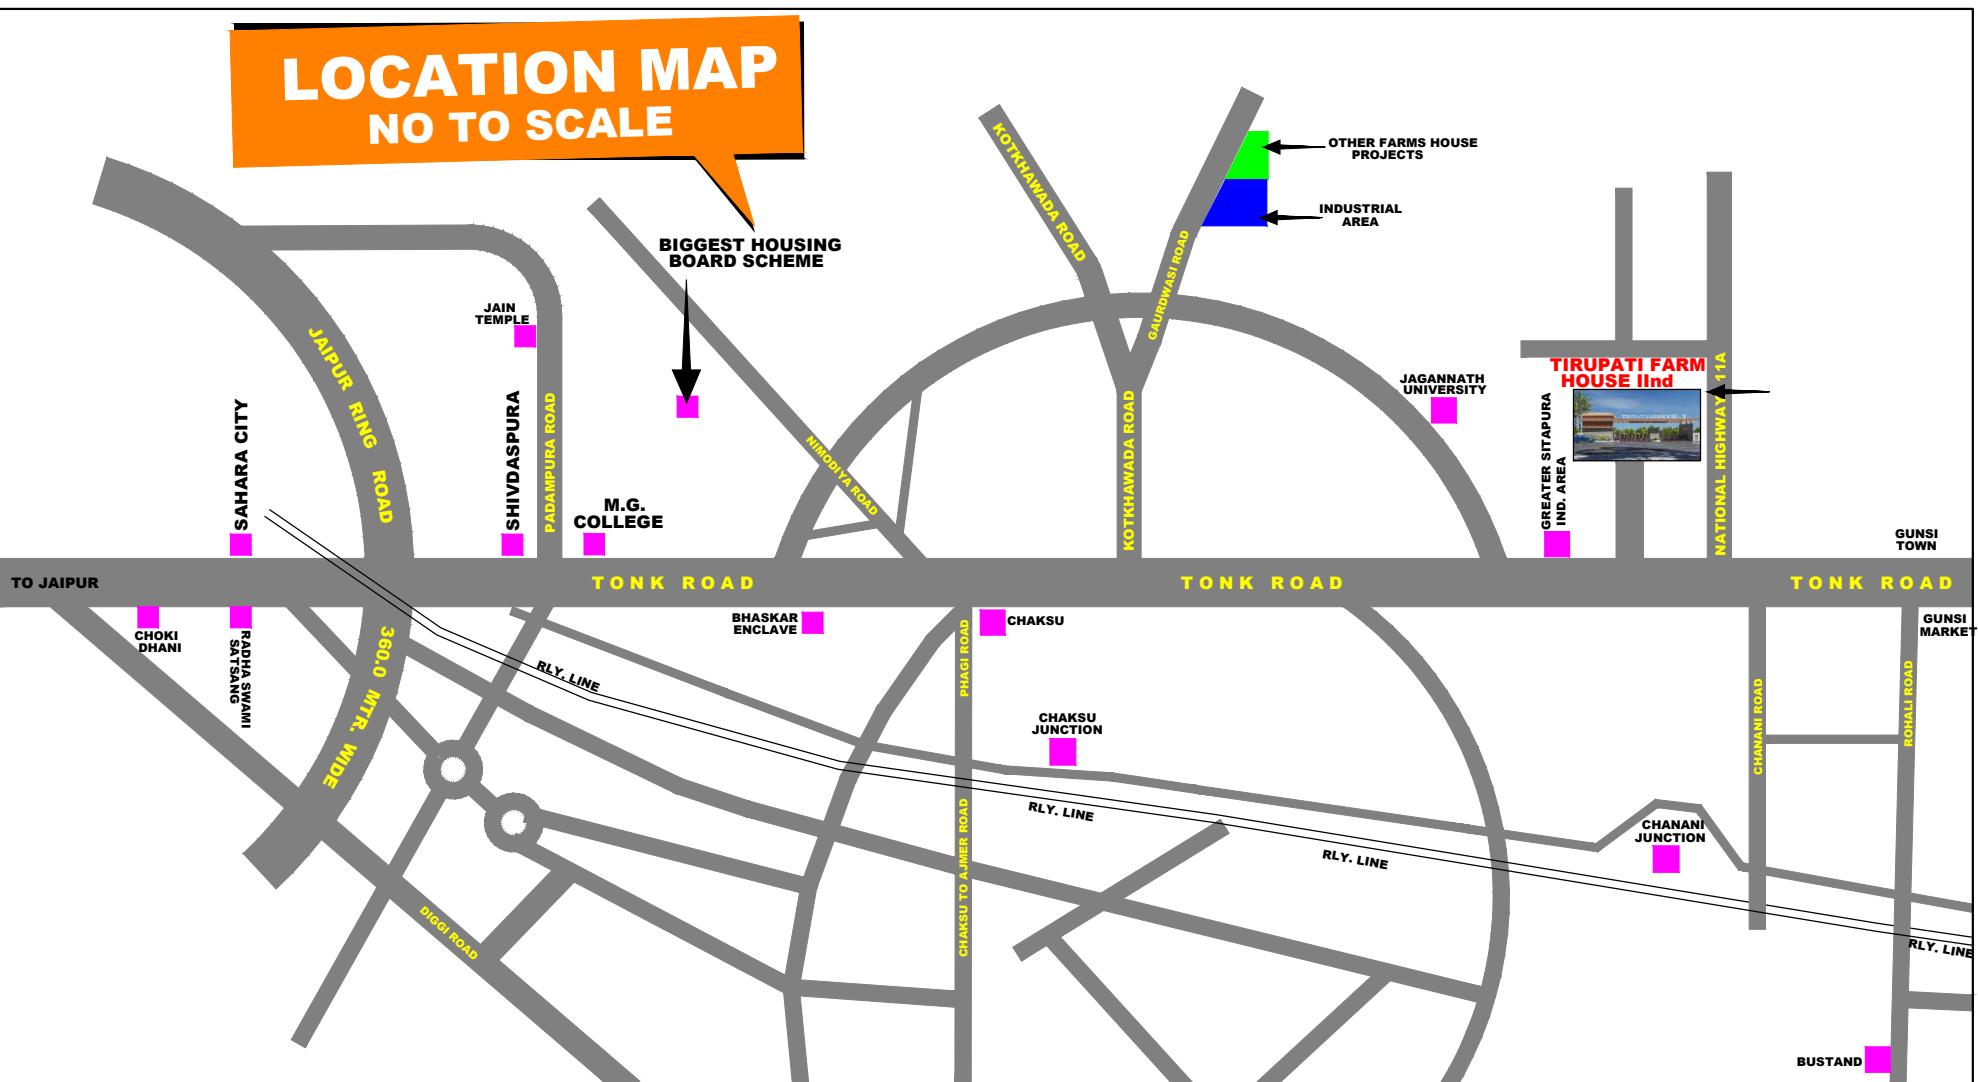 LOCATION MAP
NO TO SCALE
BIGGEST HOUSING
BOARD SCHEME
KOTKHAWADA ROAD
GAURDWASI ROAD
OTHER FARMS HOUSE
PROJECTS
INDUSTRIAL
AREA
JAIN
TEMPLE
JAIPUR RING ROAD
SAHARA CITY
SHIVDASPURA
PADAMPURA ROAD
M.G.
COLLEGE
NIMODIYA ROAD
KOTKHAWADA ROAD
JAGANNATH
UNIVERSITY
TIRUPATI FARM
HOUSE IInd
GREATER SITAPURA
IND. AREA
NATIONAL HIGHWAY 11A
GUNSI
TOWN
TO JAIPUR
TONK ROAD
TONK ROAD
TONK ROAD
CHOKI
DHANI
RADHA SWAMI
SATSANG
360.0 MTR. WIDE
RLY. LINE
BHASKAR
ENCLAVE
PHAGI ROAD
CHAKSU
GUNSI
MARKET
CHAKSU
JUNCTION
CHANANI ROAD
ROHALI ROAD
RLY. LINE
CHAKSU TO AJMER ROAD
RLY. LINE
CHANANI
JUNCTION
DIGGI ROAD
RLY. LINE
BUSTAND